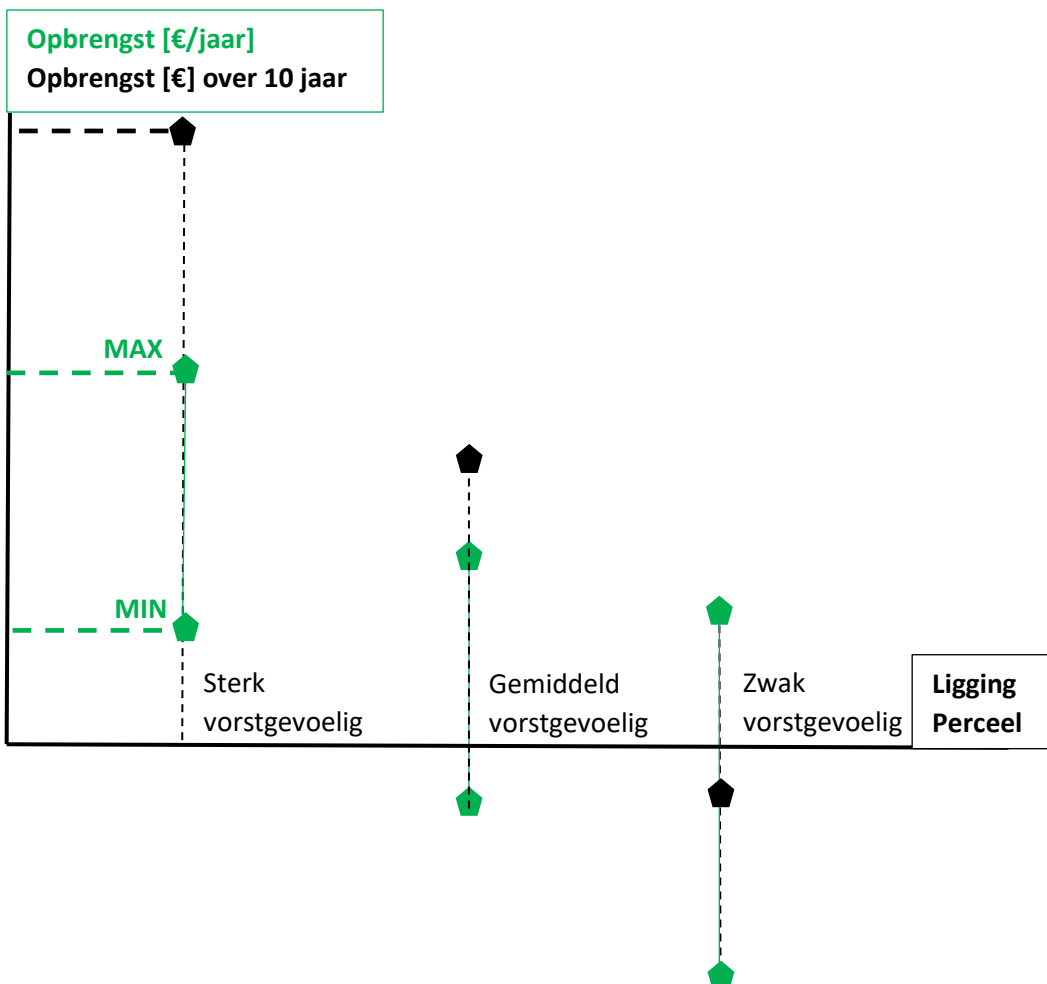 Opbrengst [€/jaar]
Opbrengst [€] over 10 jaar
MAX
MIN
Sterk
vorstgevoelig
Gemiddeld
vorstgevoelig
Zwak
vorstgevoelig
Ligging
Perceel